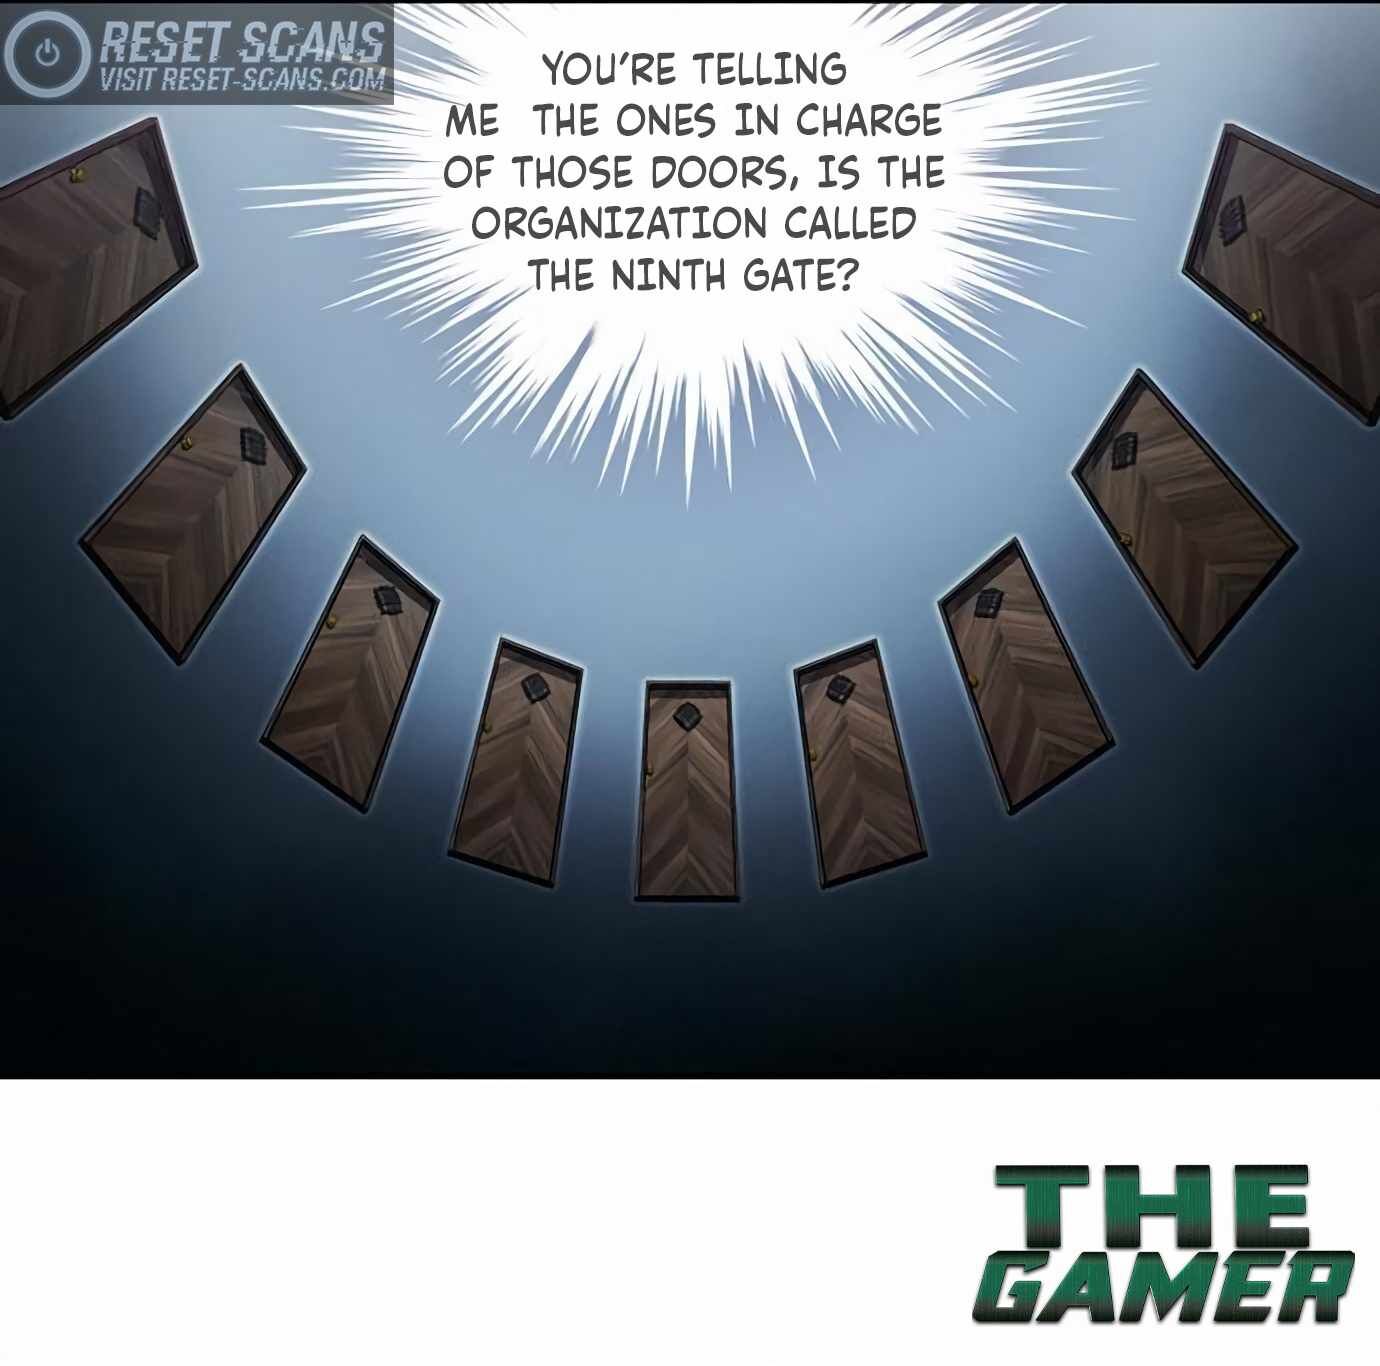 RESET SCANS
VISIT RESET-SCANS.COM
YOU'RE TELLING
ME THE ONES IN CHARGE
OF THOSE DOORS, IS THE
ORGANIZATION CALLED
THE NINTH GATE?
THE
GAMER